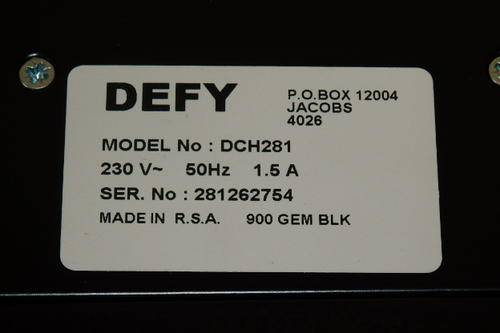 DEFY
P.O.BOX 12004
JACOBS
4026
MODEL No : DCH281
230 V~ 50Hz 1.5 A
SER. No : 281262754
MADE IN R.S.A. 900 GEM BLK